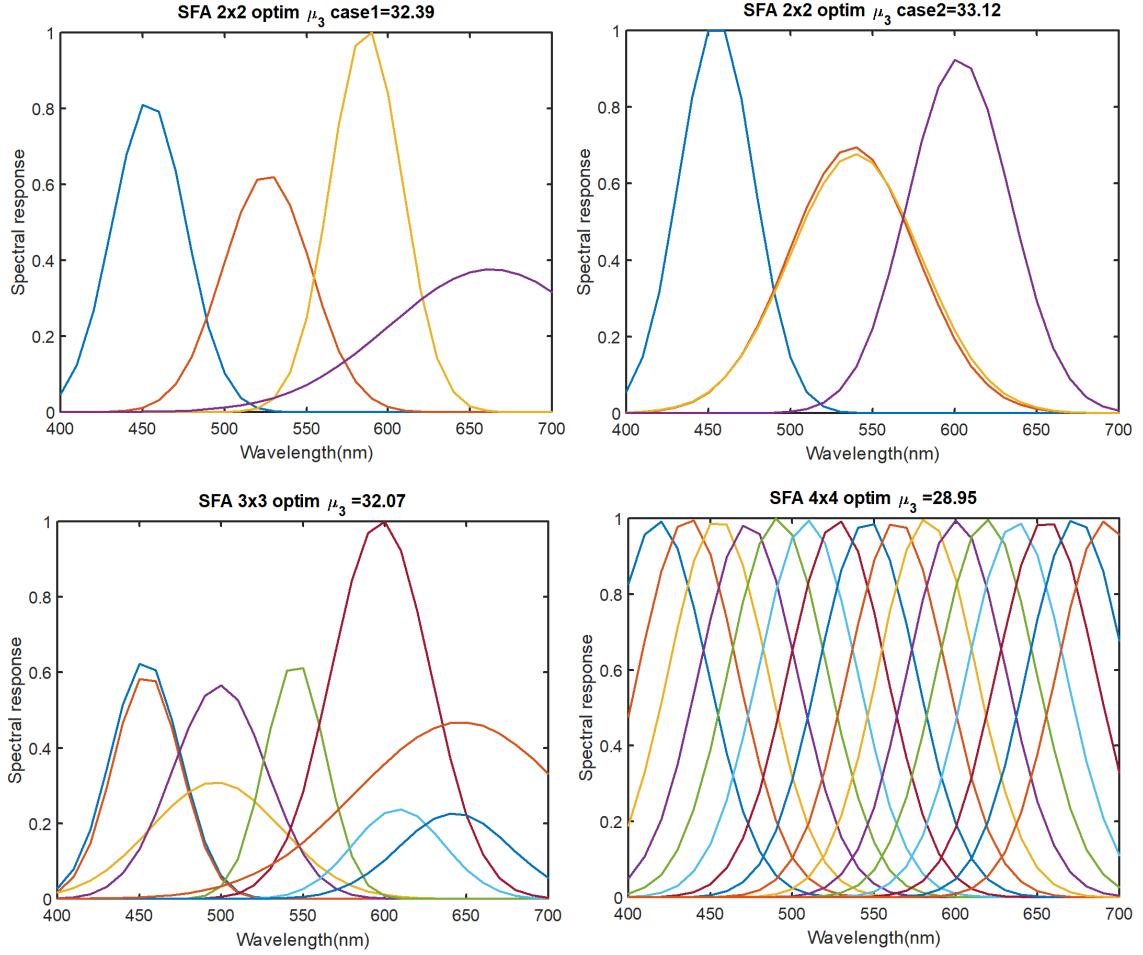 SFA 2x2 optim μ3 case1=32.39
Spectral response
1
0.8
0.6
0.4
0.2
0
400 450 500 550 600 650 700
Wavelength(nm)
SFA 2x2 optim μ3 case2=33.12
Spectral response
1
0.8
0.6
0.4
0.2
0
400 450 500 550 600 650 700
Wavelength(nm)
SFA 3x3 optim μ3 =32.07
Spectral response
1
0.8
0.6
0.4
0.2
0
400 450 500 550 600 650 700
Wavelength(nm)
SFA 4x4 optim μ3 =28.95
Spectral response
1
0.8
0.6
0.4
0.2
0
400 450 500 550 600 650 700
Wavelength(nm)